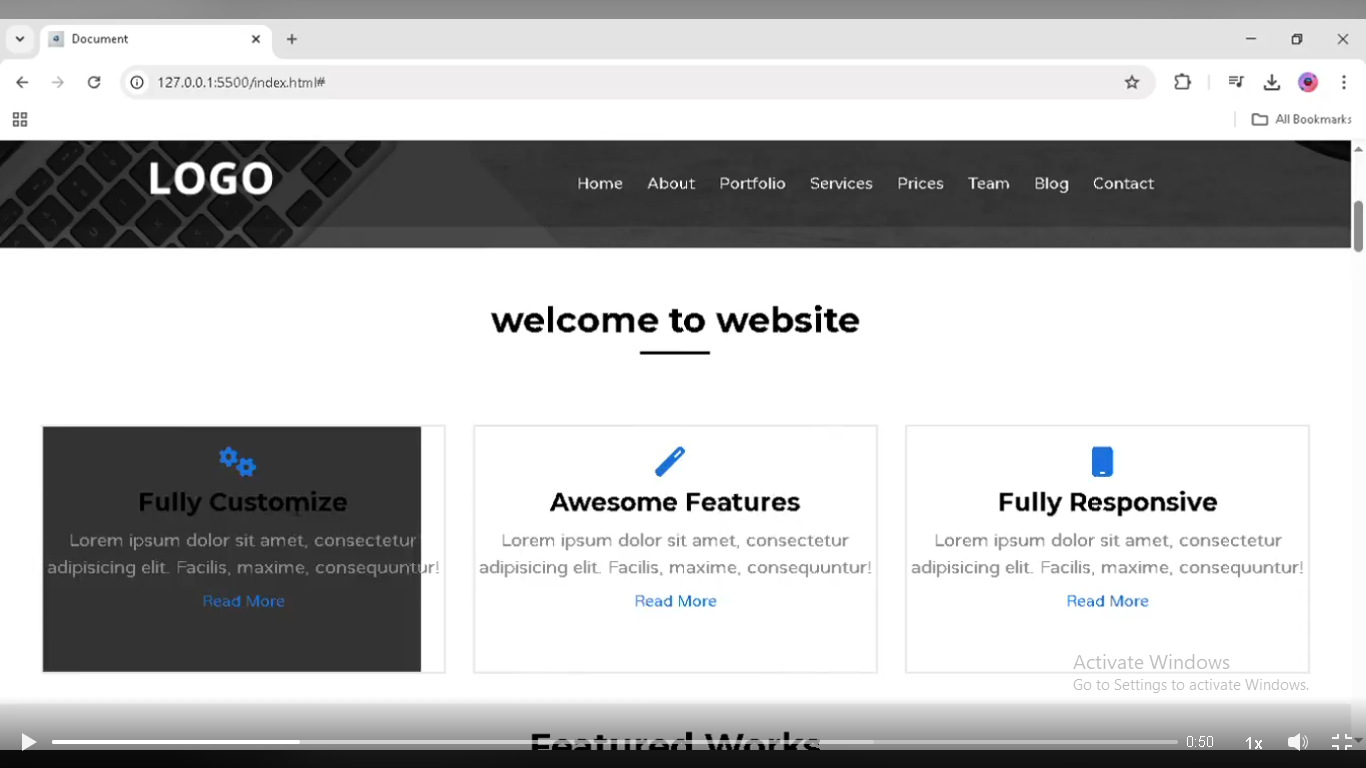 Document
127.0.0.1:5500/index.html#
All Bookmarks
LOGO
Home About Portfolio Services Prices Team Blog Contact
welcome to website
Fully Customize
Lorem ipsum dolor sit amet, consectetur
adipisicing elit. Facilis, maxime, consequuntur!
Read More
Awesome Features
Lorem ipsum dolor sit amet, consectetur
adipisicing elit. Facilis, maxime, consequuntur!
Read More
Fully Responsive
Lorem ipsum dolor sit amet, consectetur
adipisicing elit. Facilis, maxime, consequuntur!
Read More
Activate Windows
Go to Settings to activate Windows.
Featured Works
0:50
1x